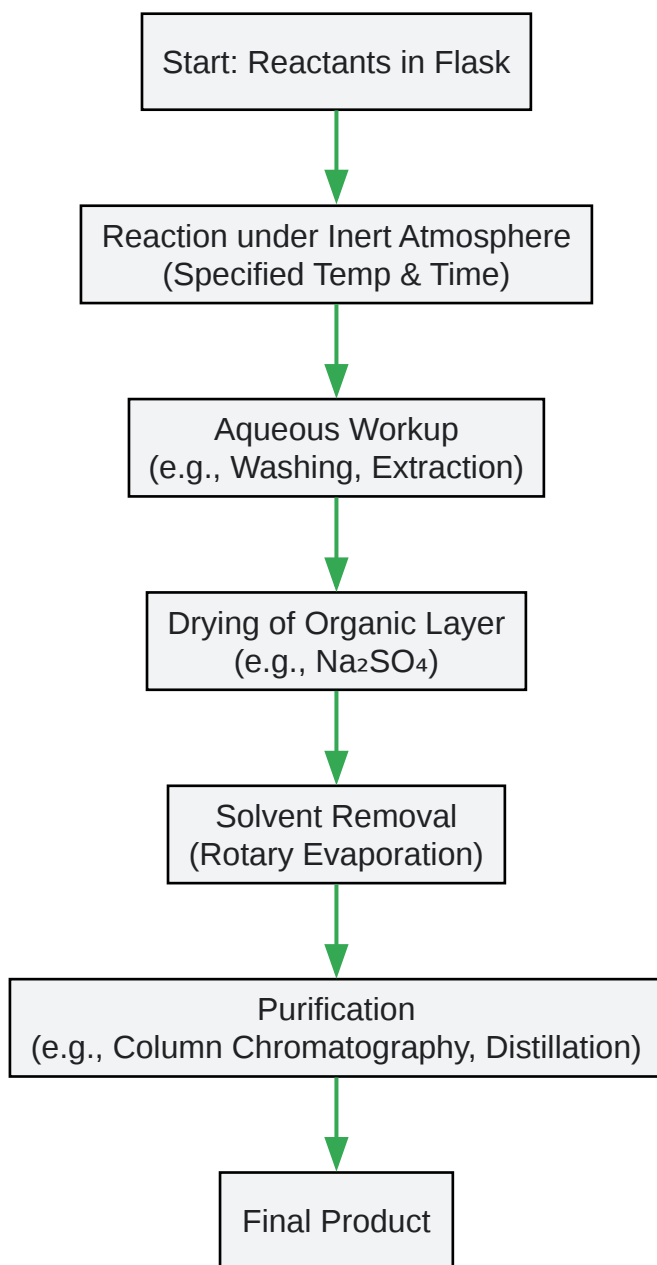 Start: Reactants in Flask
Reaction under Inert Atmosphere
(Specified Temp & Time)
Aqueous Workup
(e.g., Washing, Extraction)
Drying of Organic Layer
(e.g., Na₂SO₄)
Solvent Removal
(Rotary Evaporation)
Purification
(e.g., Column Chromatography, Distillation)
Final Product